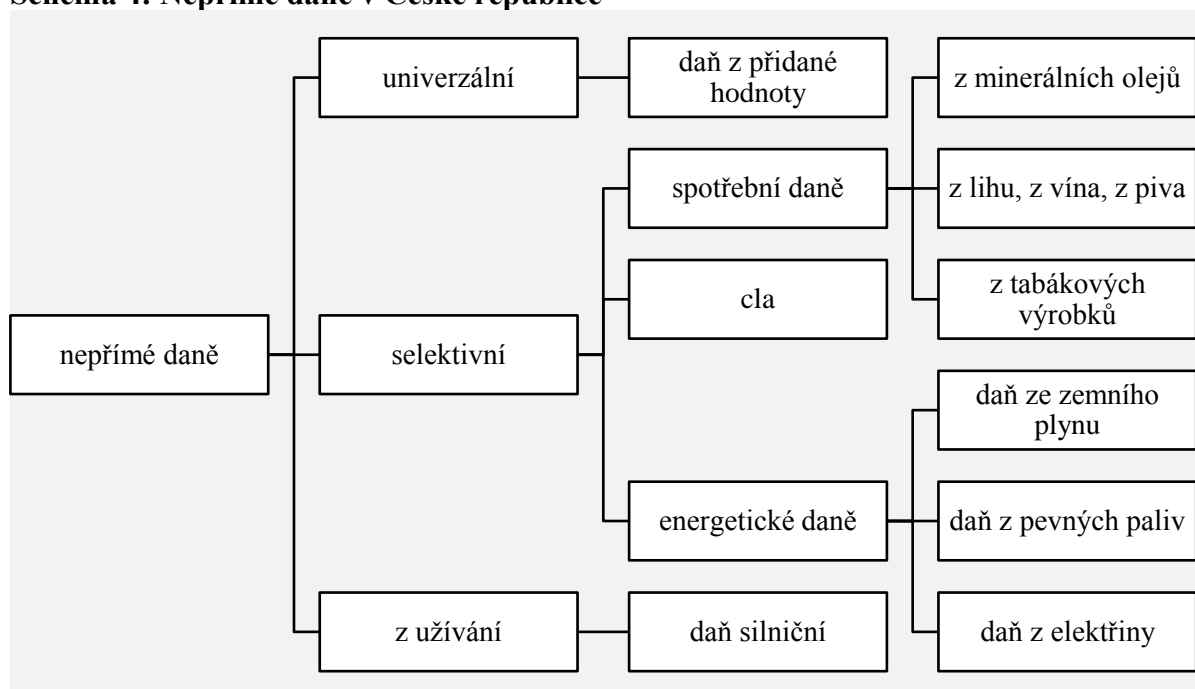 Schéma 4: Nepřímé daně v České republice
univerzální
daň z přidané
hodnoty
z minerálních olejů
spotřební daně
z lihu, z vína, z piva
cla
z tabákových
výrobků
nepřímé daně
selektivní
daň ze zemního
plynu
energetické daně
daň z pevných paliv
z užívání
daň silniční
daň z elektřiny